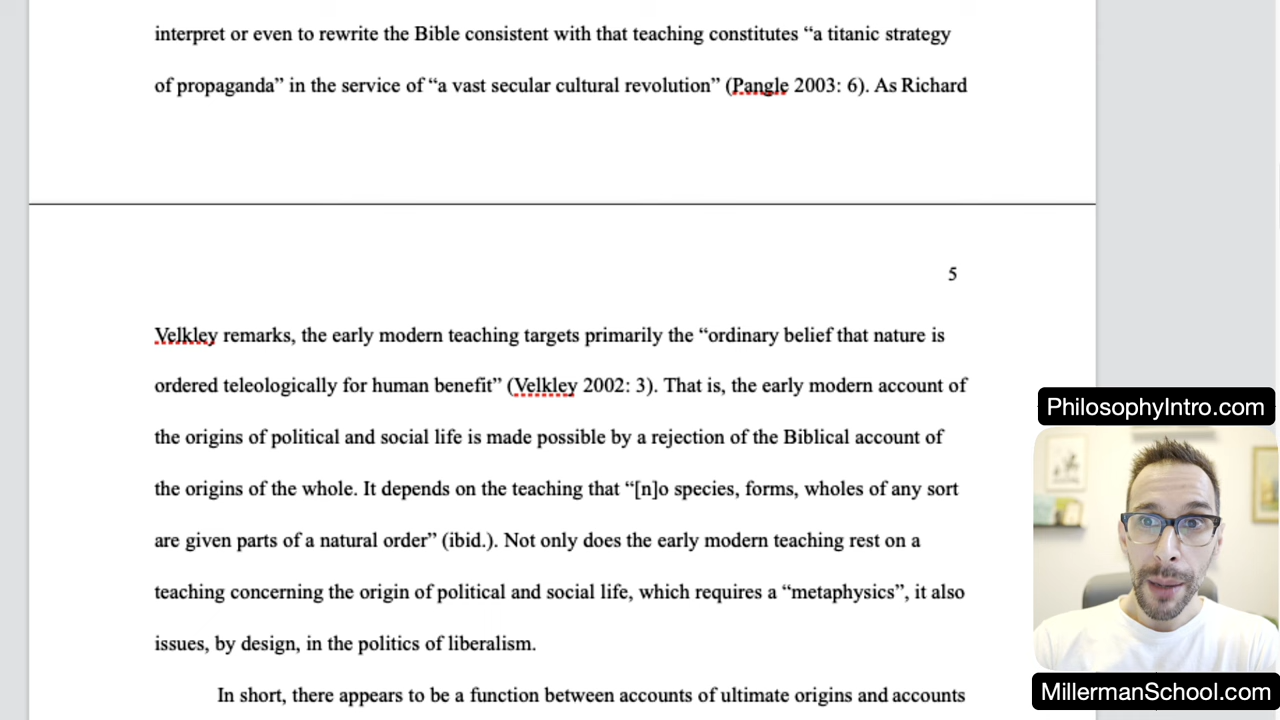 interpret or even to rewrite the Bible consistent with that teaching constitutes “a titanic strategy
of propaganda” in the service of “a vast secular cultural revolution” (Pangle 2003: 6). As Richard
5
Velkley remarks, the early modern teaching targets primarily the “ordinary belief that nature is
ordered teleologically for human benefit” (Velkley 2002: 3). That is, the early modern account of
the origins of political and social life is made possible by a rejection of the Biblical account of
the origins of the whole. It depends on the teaching that “[n]o species, forms, wholes of any sort
are given parts of a natural order” (ibid.). Not only does the early modern teaching rest on a
teaching concerning the origin of political and social life, which requires a “metaphysics”, it also
issues, by design, in the politics of liberalism.
In short, there appears to be a function between accounts of ultimate origins and accounts
PhilosophyIntro.com
MillermanSchool.com